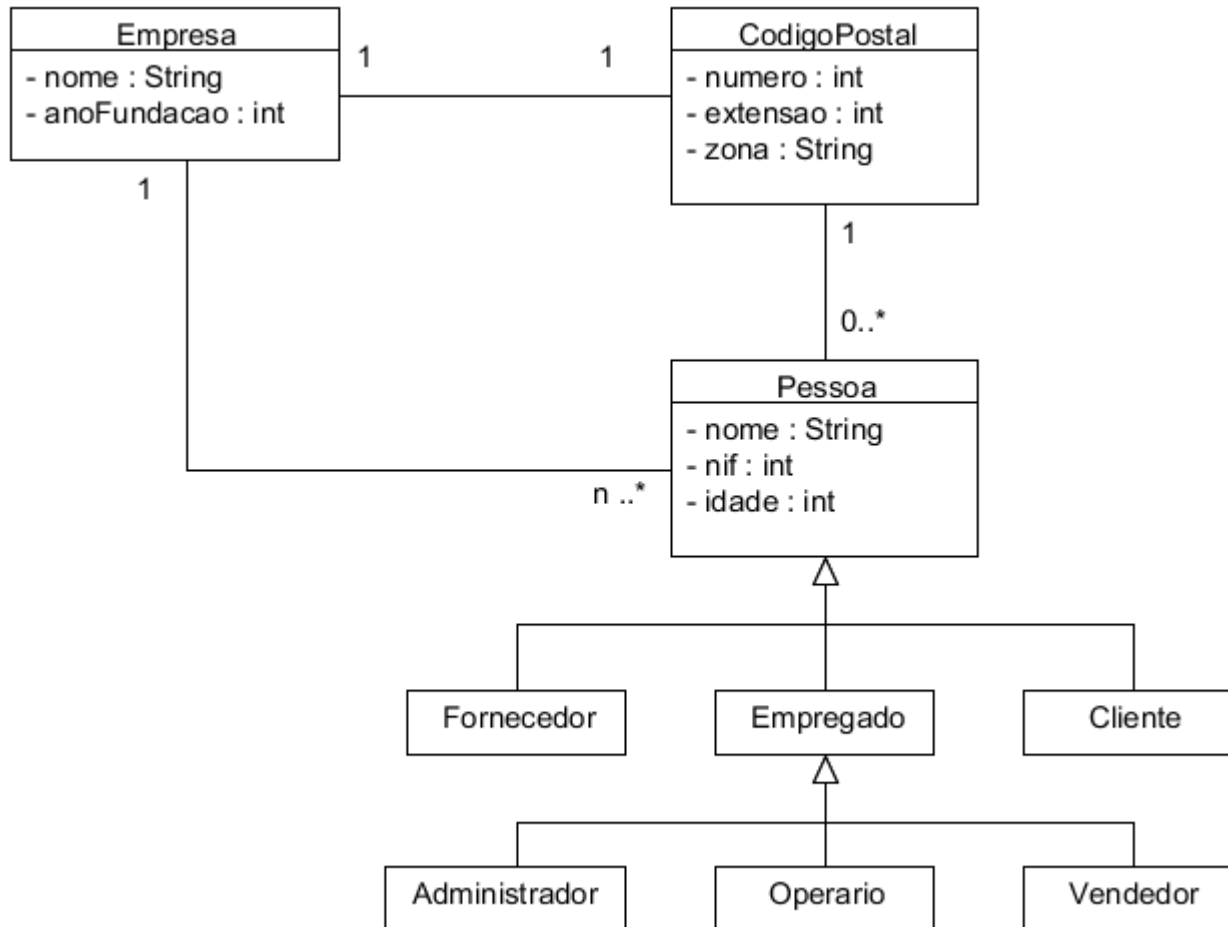 Empresa
- nome : String
- anoFundacao : int
1
1
CodigoPostal
- numero : int
- extensao : int
- zona : String
1
1
0..*
n ..*
Pessoa
- nome : String
- nif : int
- idade : int
Fornecedor
Empregado
Cliente
Administrador
Operario
Vendedor